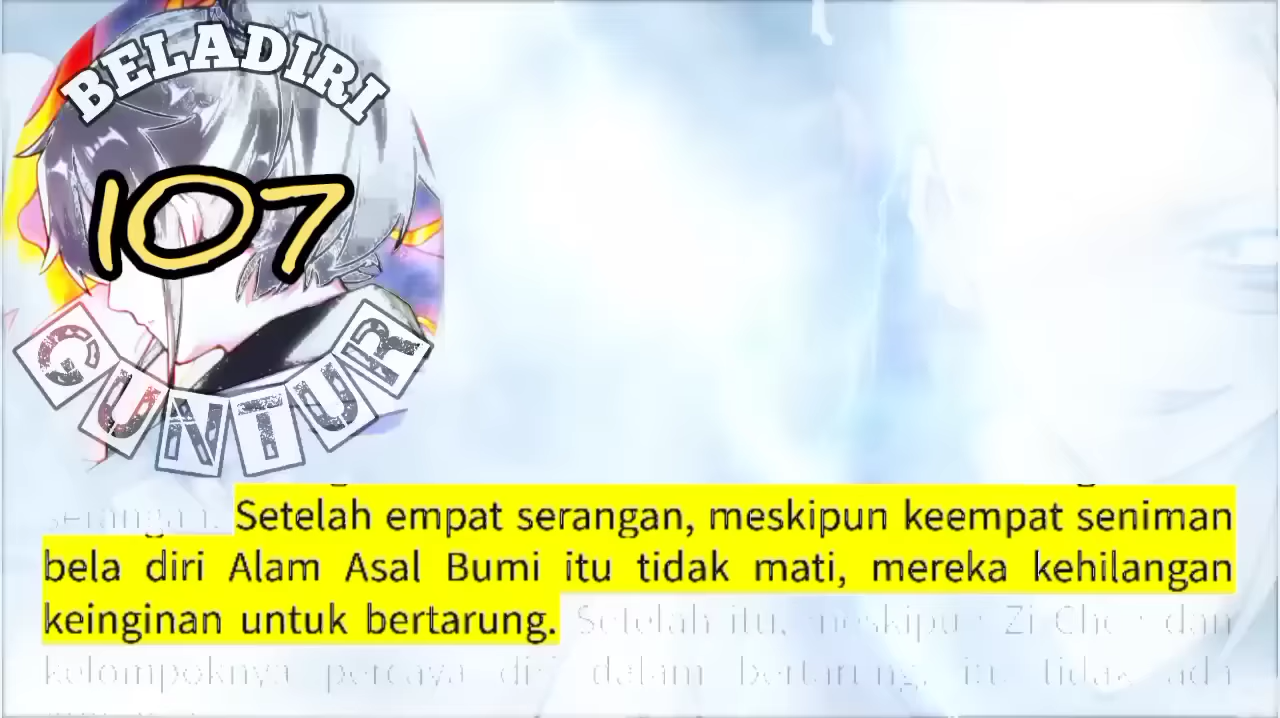 BELADIRI
107
GUNTUR
serangan. Setelah empat serangan, meskipun keempat seniman
bela diri Alam Asal Bumi itu tidak mati, mereka kehilangan
keinginan untuk bertarung. Setelah itu, meskipun Zi Chen dan
kelompoknya percaya diri dalam bertarung, itu tidak ada